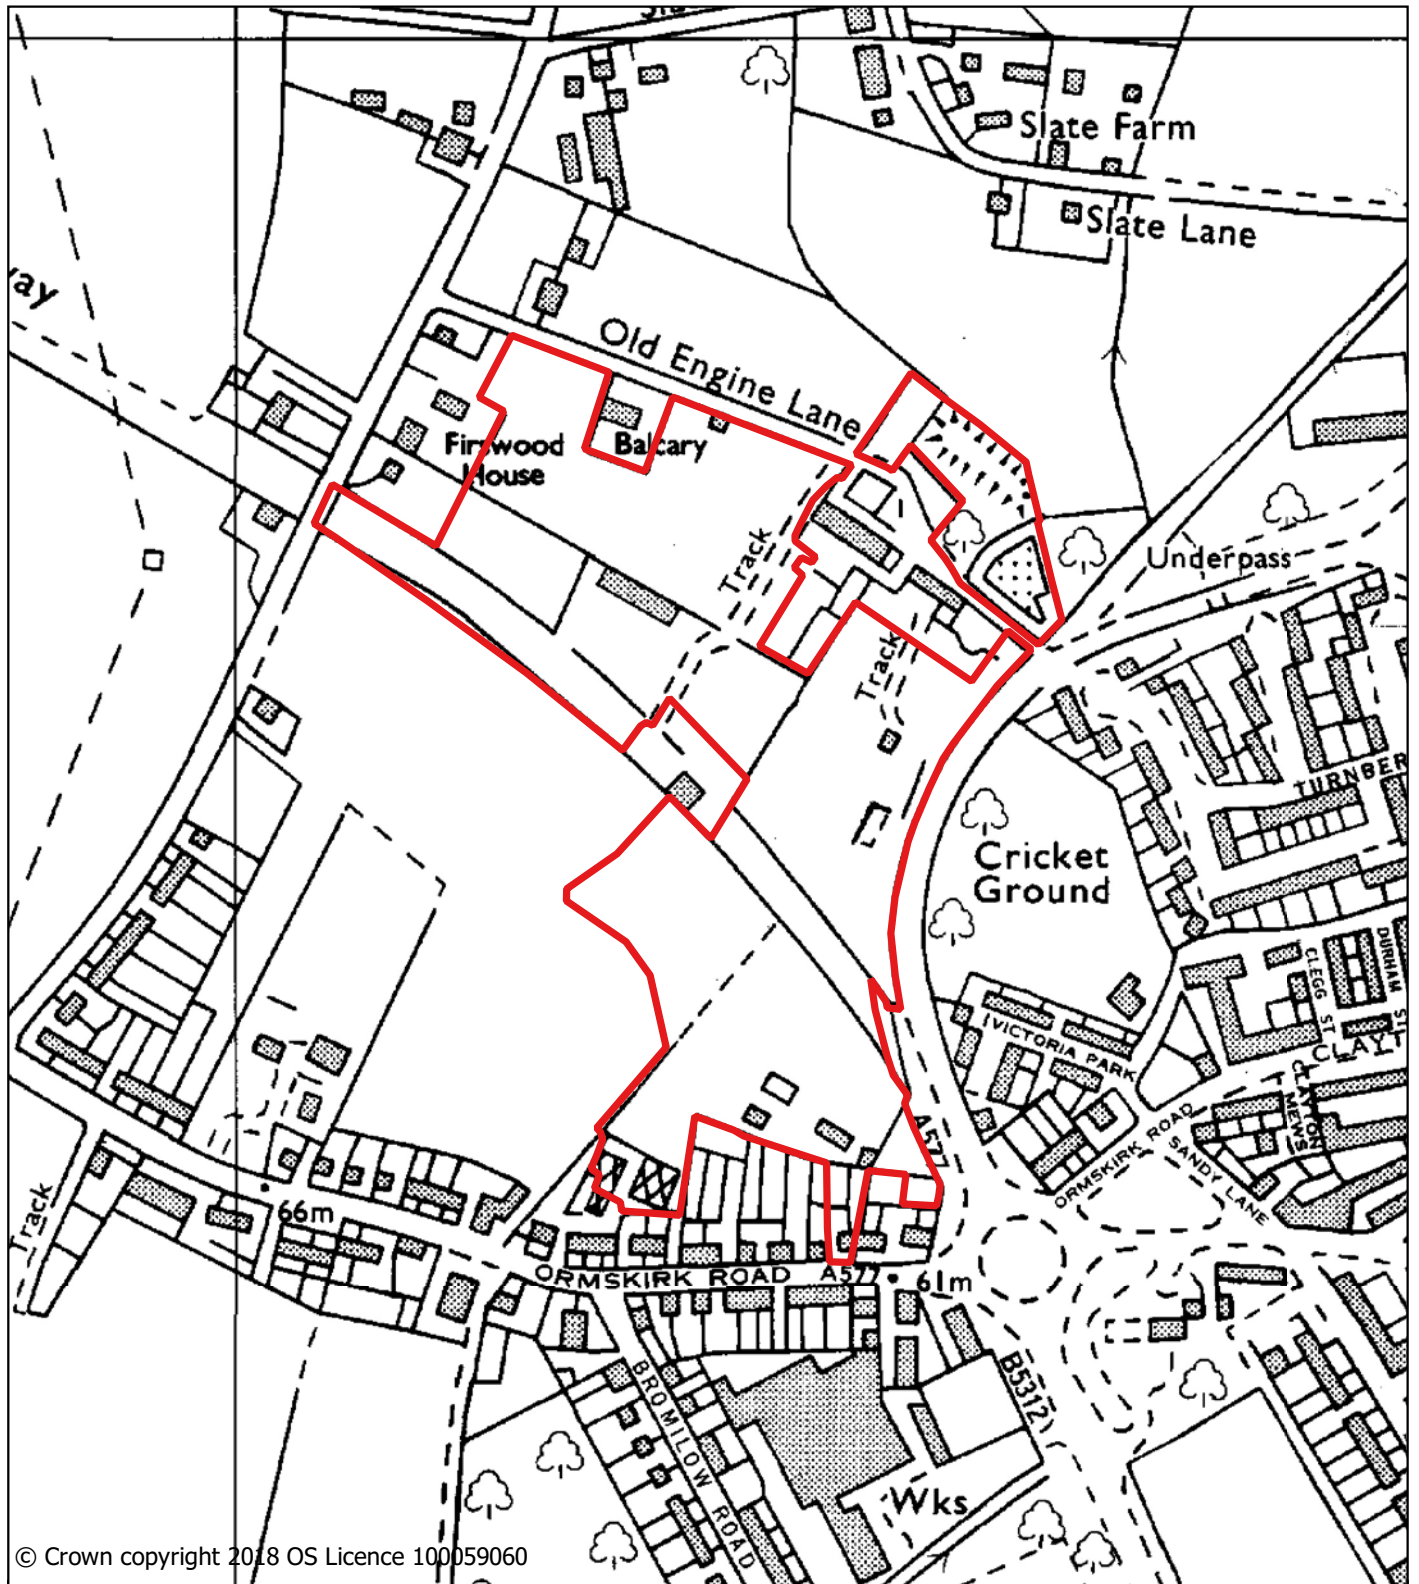 Slate Farm
Slate Lane
way
Old Engine Lane
Firswood
House
Balcary
Track
Underpass
Track
TURNBER
Cricket
Ground
DURHAM
CLEGG ST
VICTORIA PARK
CLAYT
CLAYTON
MEWS
ORMSKIRK ROAD
SANDY LANE
A577
Track
66m
ORMSKIRK ROAD
A577
61m
B5312
BROMILOW ROAD
Wks
© Crown copyright 2018 OS Licence 100059060